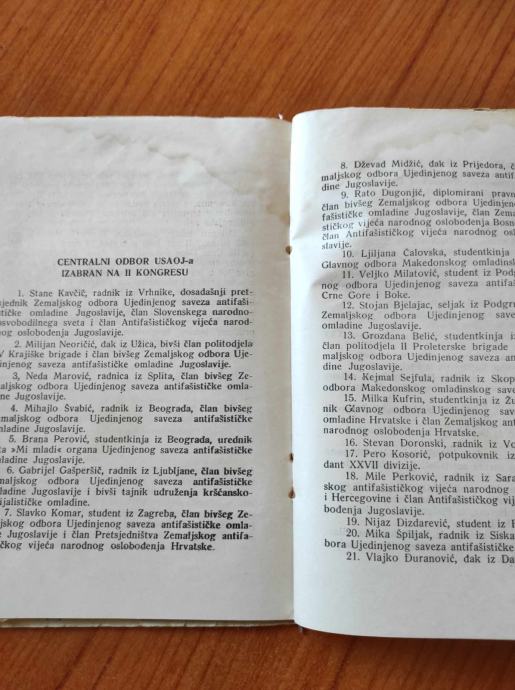 CENTRALNI ODBOR USAOJ-a
IZABRAN NA II KONGRESU
1. Stane Kavčič, radnik iz Vrhnike, dosadašnji pret-
sjednik Zemaljskog odbora Ujedinjenog saveza antifaši-
stičke omladine Jugoslavije, član Slovenskega narodno-
osvobodilnega sveta i član Antifašističkog vijeća narod-
nog oslobođenja Jugoslavije.
2. Milijan Neoričić, đak iz Užica, bivši član politodjela
V Krajiške brigade i član bivšeg Zemaljskog odbora Uje-
dinjenog saveza antifašističke omladine Jugoslavije.
3, Neda Marović, radnica iz Splita, član bivšeg Ze-
maljskog odbora Ujedinjenog saveza antifašističke omla-
dine Jugoslavije.
4. Mihajlo Švabić, radnik iz Beograda, član bivšeg
Zemaljskog odbora Ujedinjenog saveza antifašističke
omladine Jugoslavije.
5. Brana Perović, studentkinja iz Beograda, urednik
lista »Mi mladi« organa Ujedinjenog saveza antifašističke
omladine Jugoslavije.
6. Gabrijel Gašperšič, radnik iz Ljubljane, član bivšeg
Zemaljskog odbora Ujedinjenog saveza antifašističke
omladine Jugoslavije i bivši tajnik udruženja kršćansko-
socijalističke omladine.
7. Slavko Komar, student iz Zagreba, član bivšeg Ze-
maljskog odbora Ujedinjenog saveza antifašističke omla-
dine Jugoslavije i član Pretsjedništva Zemaljskog antifa-
šističkog vijeća narodnog oslobođenja Hrvatske.
8. Dževad Midžić, đak iz Prijedora,
maljskog odbora Ujedinjenog saveza antifa-
dine Jugoslavije.
9. Rato Dugonjić, diplomirani
član bivšeg Zemaljskog odbora
fašističke omladine Jugoslavije,
stičkog vijeća narodnog oslobođenja
član Antifašističkog vijeća narodnog
slavije.
10. Ljiljana Čalovska, studentkinja
Glavnog odbora Makedonskog
11. Veljko Milatović, student iz
nog odbora Ujedinjenog saveza
Crne Gore i Boke.
12. Stojan Bjelajac, seljak iz
Zemaljskog odbora Ujedinjenog
omladine Jugoslavije.
13. Grozdana Belić, studentkinja
član politodjela II Proleterske brigade
maljskog odbora Ujedinjenog saveza
dine Jugoslavije.
14. Kejmal Sejfula, radnik iz
odbora Makedonskog omladinskog
15. Milka Kufrin, studentkinja iz
nik Glavnog odbora Ujedinjenog
omladine Hrvatske i član Zemaljskog
narodnog oslobođenja Hrvatske.
16. Stevan Doronski, radnik iz
17. Pero Kosorić, potpukovnik
dant XXVII divizije.
18. Mile Perković, radnik iz
skog antifašističkog vijeća narodnog
i Hercegovine i član Antifašističkog
bođenja Jugoslavije.
19. Nijaz Dizdarević, student iz
20. Mika Špiljak, radnik iz Siska,
bora Ujedinjenog saveza antifašističke
21. Vlajko Đuranović, đak iz